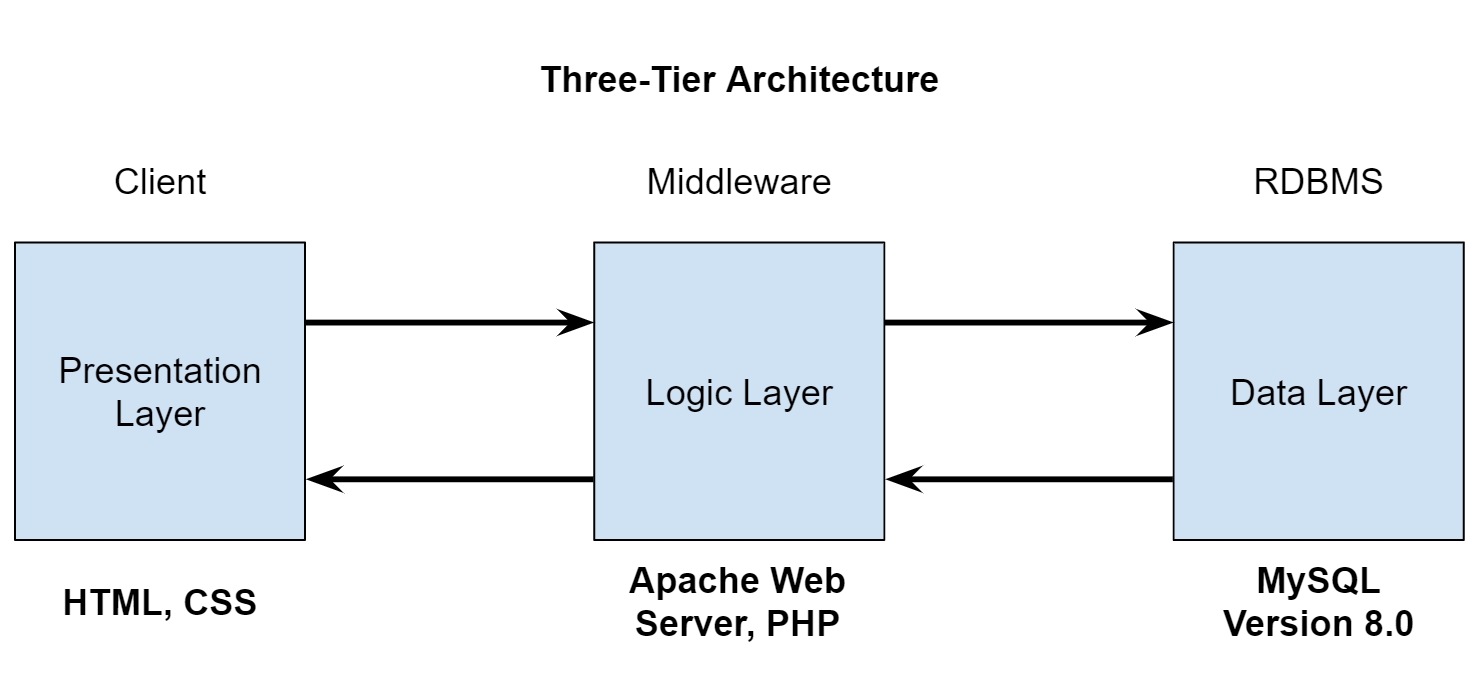 Three-Tier Architecture
Client
Middleware
RDBMS
Presentation
Layer
Logic Layer
Data Layer
HTML, CSS
Apache Web
Server, PHP
MySQL
Version 8.0